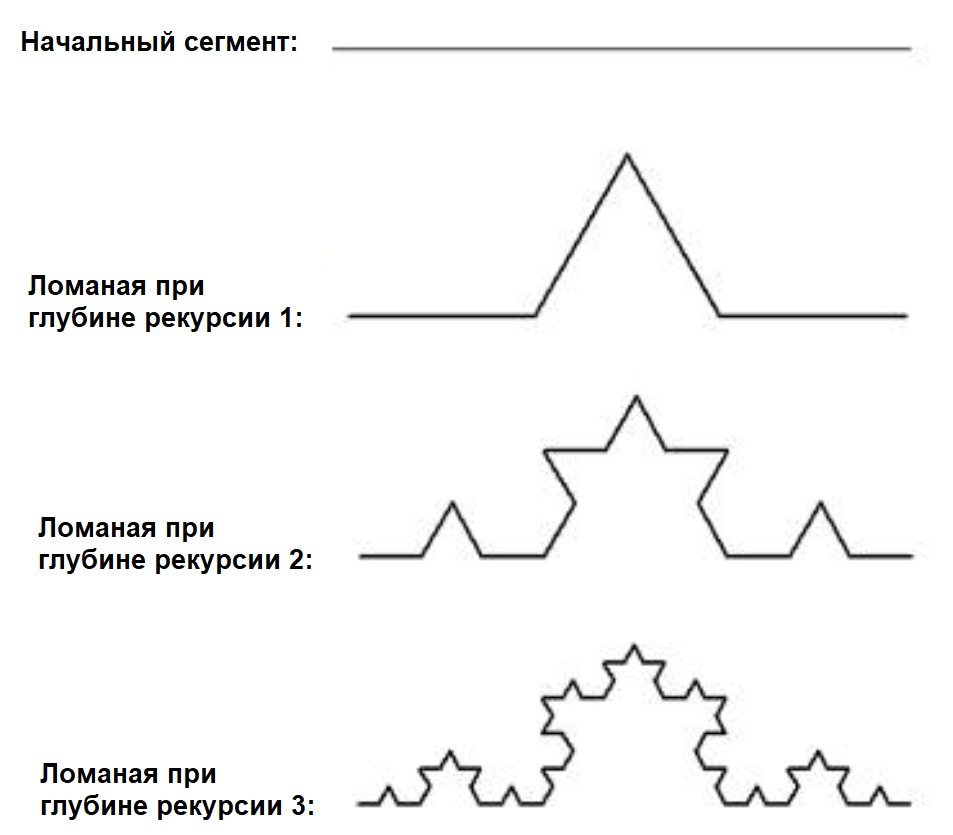 Начальный сегмент:
Ломаная при
глубине рекурсии 1:
Ломаная при
глубине рекурсии 2:
Ломаная при
глубине рекурсии 3: